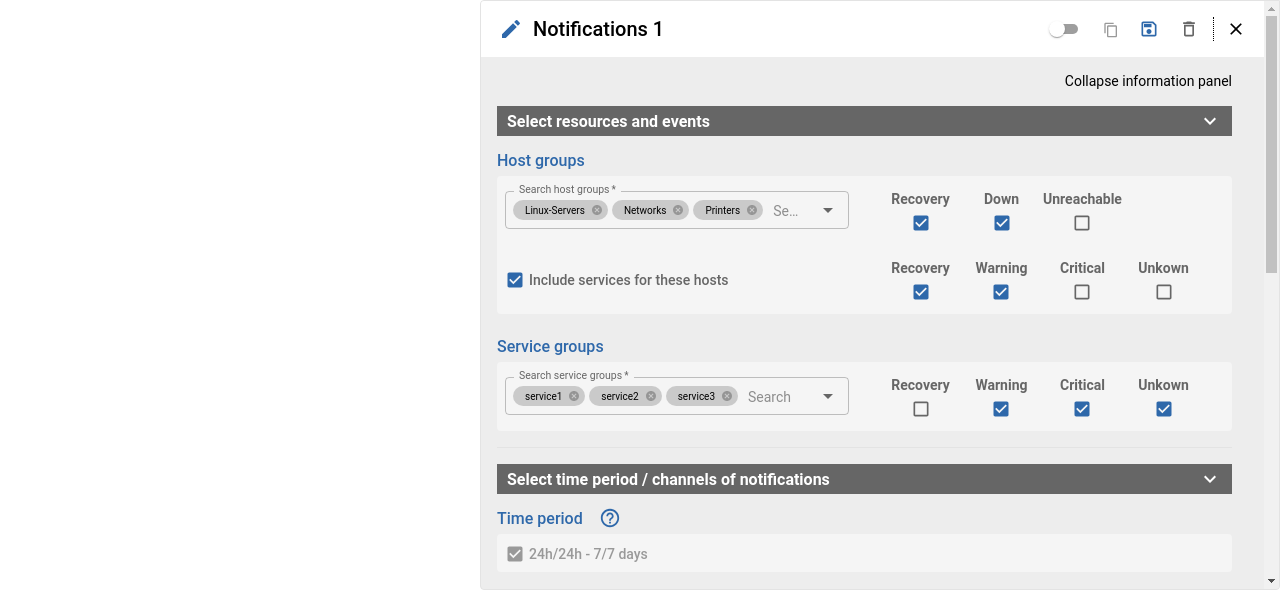 Notifications 1
Collapse information panel
Select resources and events
Host groups
Search host groups *
Linux-Servers Networks Printers Se...
Recovery Down Unreachable
Include services for these hosts
Recovery Warning Critical Unkown
Service groups
Search service groups *
service1 service2 service3 Search
Recovery Warning Critical Unkown
Select time period / channels of notifications
Time period
24h/24h - 7/7 days